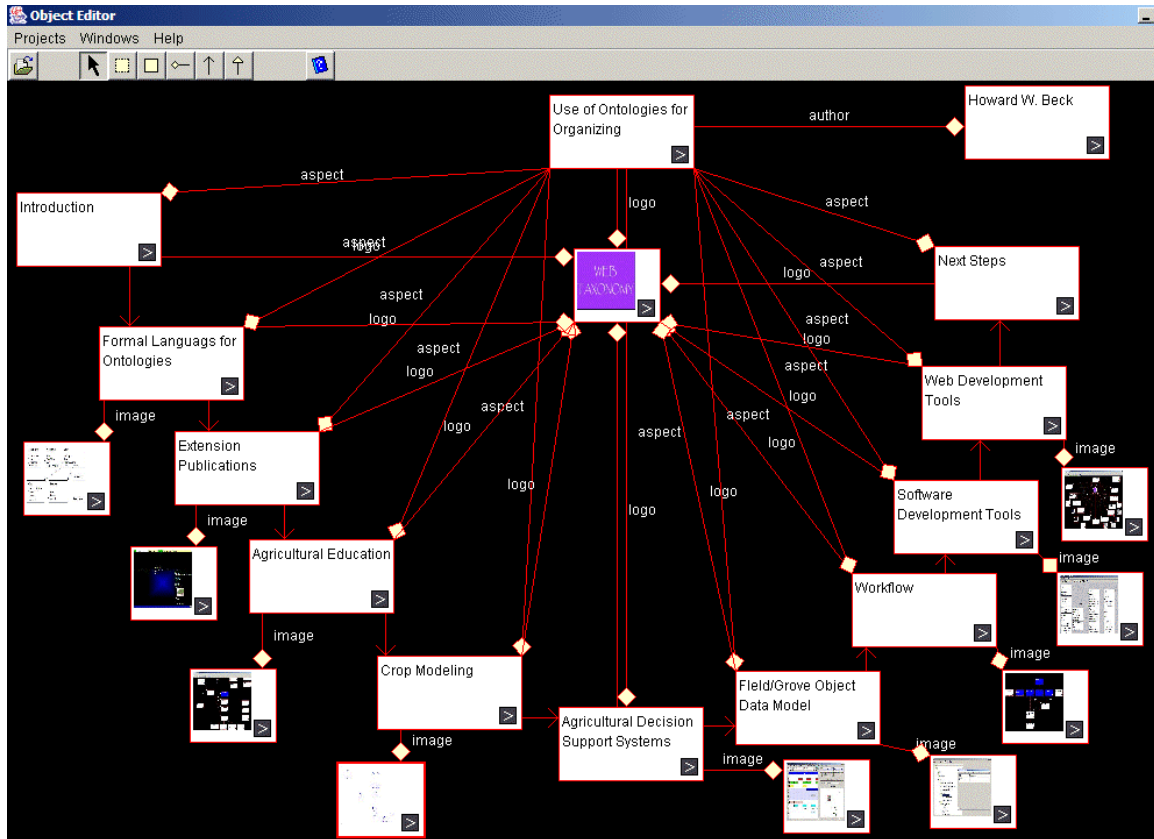 Object Editor
Projects Windows Help
Use of Ontologies for
Organizing
Howard W. Beck
author
aspect
Introduction
logo
aspect
aspect
logo
Next Steps
WEB
TAXONOMY
logo
aspect
aspect
logo
logo
Formal Languags for
Ontologies
aspect
aspect
logo
Web Development
Tools
logo
aspect
image
aspect
logo
Extension
Publications
logo
aspect
logo
image
Software
Development Tools
logo
logo
image
logo
image
Agricultural Education
Workflow
image
image
Crop Modeling
FIeld/Grove Object
Data Model
Agricultural Decision
Support Systems
image
image
image